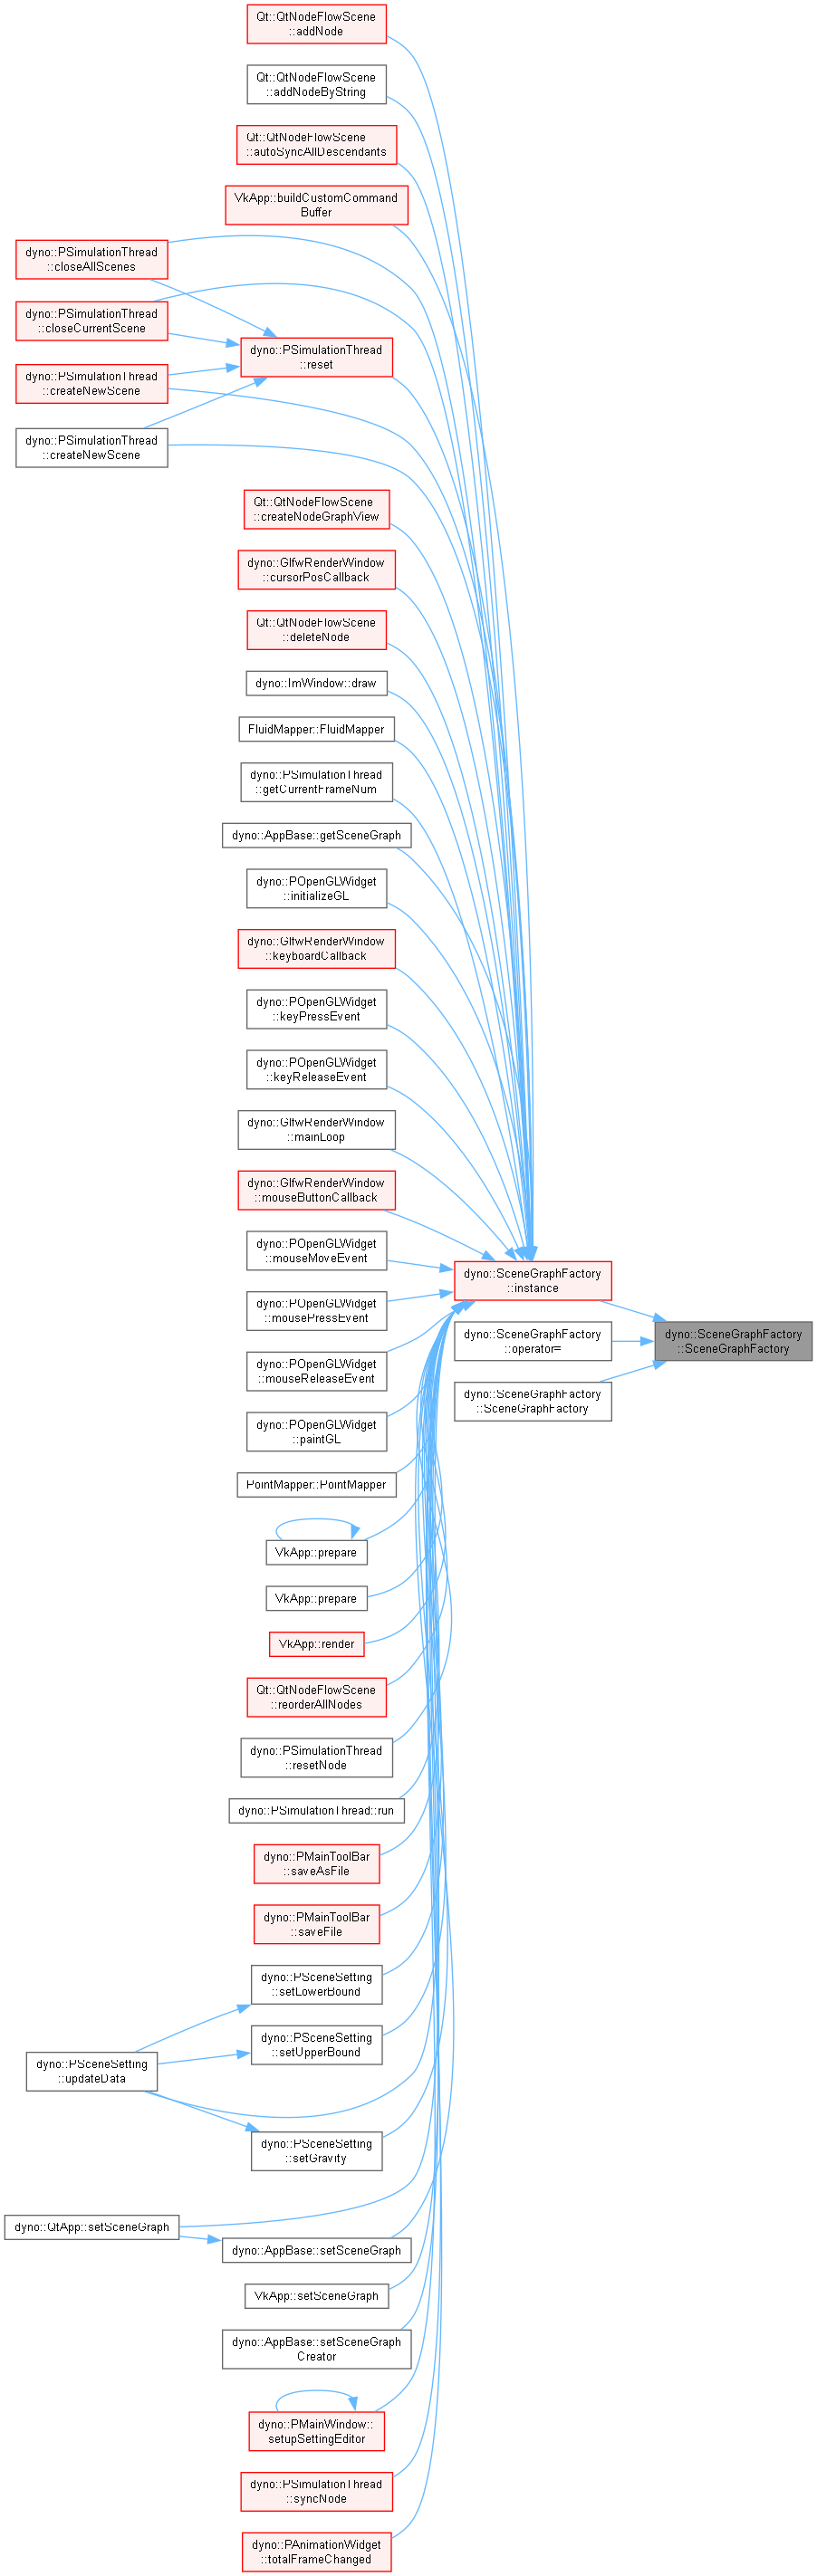 Qt::QtNodeFlowScene
::addNode
Qt::QtNodeFlowScene
::addNodeByString
Qt::QtNodeFlowScene
::autoSyncAllDescendants
VkApp::buildCustomCommand
Buffer
dyno::PSimulationThread
::closeAllScenes
dyno::PSimulationThread
::closeCurrentScene
dyno::PSimulationThread
::reset
dyno::PSimulationThread
::createNewScene
dyno::PSimulationThread
::createNewScene
Qt::QtNodeFlowScene
::createNodeGraphView
dyno::GlfwRenderWindow
::cursorPosCallback
Qt::QtNodeFlowScene
::deleteNode
dyno::ImWindow::draw
FluidMapper::FluidMapper
dyno::PSimulationThread
::getCurrentFrameNum
dyno::AppBase::getSceneGraph
dyno::POpenGLWidget
::initializeGL
dyno::GlfwRenderWindow
::keyboardCallback
dyno::POpenGLWidget
::keyPressEvent
dyno::POpenGLWidget
::keyReleaseEvent
dyno::GlfwRenderWindow
::mainLoop
dyno::GlfwRenderWindow
::mouseButtonCallback
dyno::POpenGLWidget
::mouseMoveEvent
dyno::SceneGraphFactory
::instance
dyno::POpenGLWidget
::mousePressEvent
dyno::SceneGraphFactory
::operator=
dyno::SceneGraphFactory
::SceneGraphFactory
dyno::POpenGLWidget
::mouseReleaseEvent
dyno::SceneGraphFactory
::SceneGraphFactory
dyno::POpenGLWidget
::paintGL
PointMapper::PointMapper
VkApp::prepare
VkApp::prepare
VkApp::render
Qt::QtNodeFlowScene
::reorderAllNodes
dyno::PSimulationThread
::resetNode
dyno::PSimulationThread::run
dyno::PMainToolBar
::saveAsFile
dyno::PMainToolBar
::saveFile
dyno::PSceneSetting
::setLowerBound
dyno::PSceneSetting
::setUpperBound
dyno::PSceneSetting
::updateData
dyno::PSceneSetting
::setGravity
dyno::QtApp::setSceneGraph
dyno::AppBase::setSceneGraph
VkApp::setSceneGraph
dyno::AppBase::setSceneGraph
Creator
dyno::PMainWindow::
setupSettingEditor
dyno::PSimulationThread
::syncNode
dyno::PAnimationWidget
::totalFrameChanged